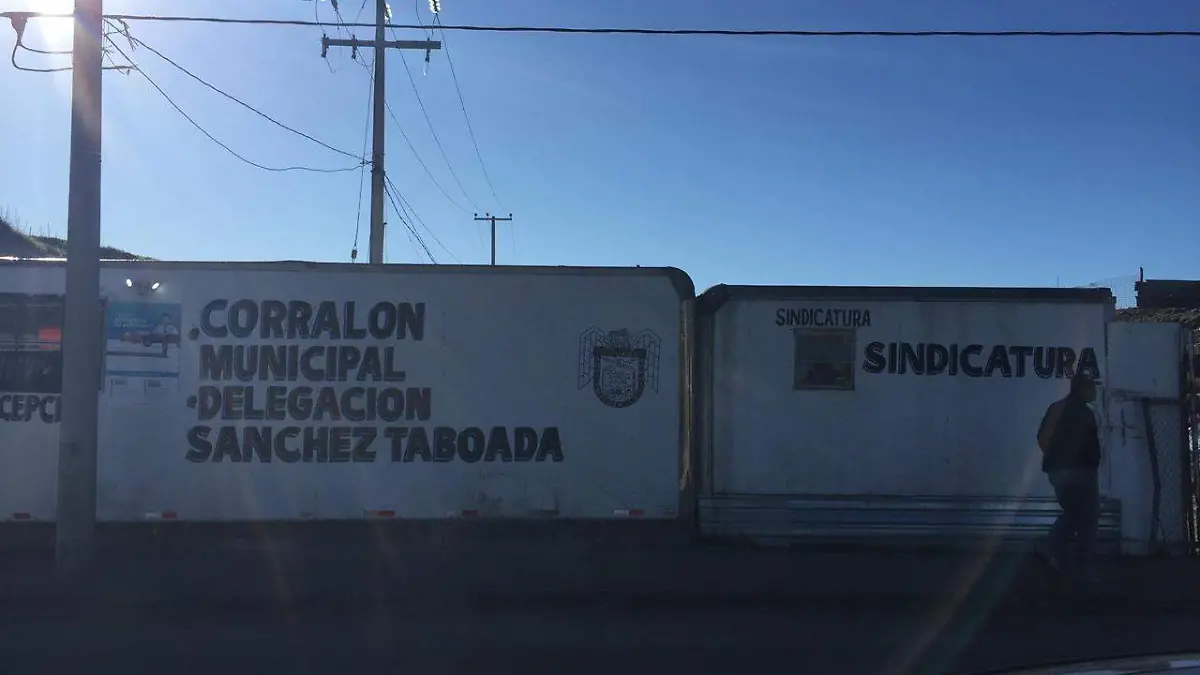 .CORRALON
MUNICIPAL
.DELEGACION
SANCHEZ TABOADA
SINDICATURA
SINDICATURA